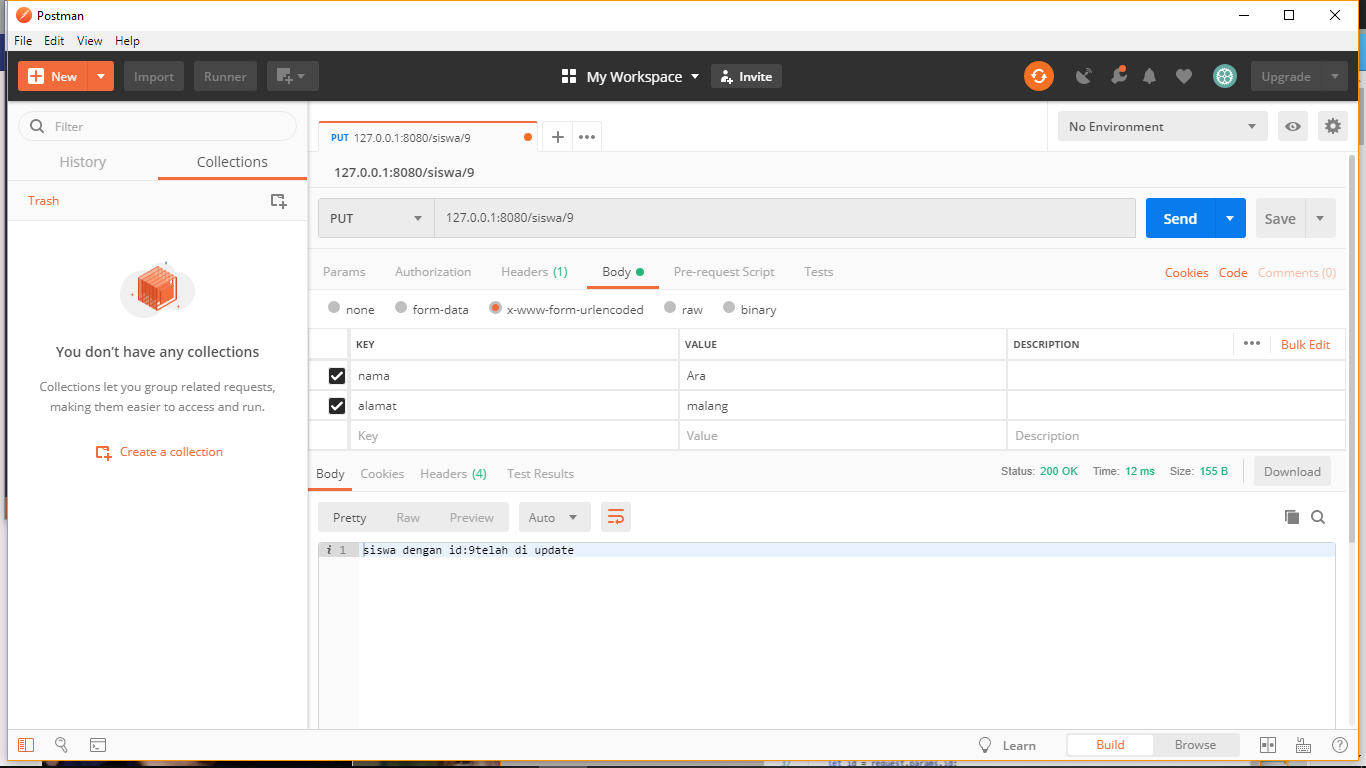 Postman
File Edit View Help
New Import Runner My Workspace Invite Upgrade
Filter
History Collections
Trash
You don't have any collections
Collections let you group related requests,
making them easier to access and run.
Create a collection
PUT 127.0.0.1:8080/siswa/9
No Environment
127.0.0.1:8080/siswa/9
PUT 127.0.0.1:8080/siswa/9 Send Save
Params Authorization Headers (1) Body Pre-request Script Tests Cookies Code Comments (0)
none form-data x-www-form-urlencoded raw binary
KEY VALUE DESCRIPTION Bulk Edit
nama Ara
alamat malang
Key Value Description
Body Cookies Headers (4) Test Results Status: 200 OK Time: 12 ms Size: 155 B Download
Pretty Raw Preview Auto
i 1 siswa dengan id:9telah di update
Learn Build Browse
let id = request.params.id;